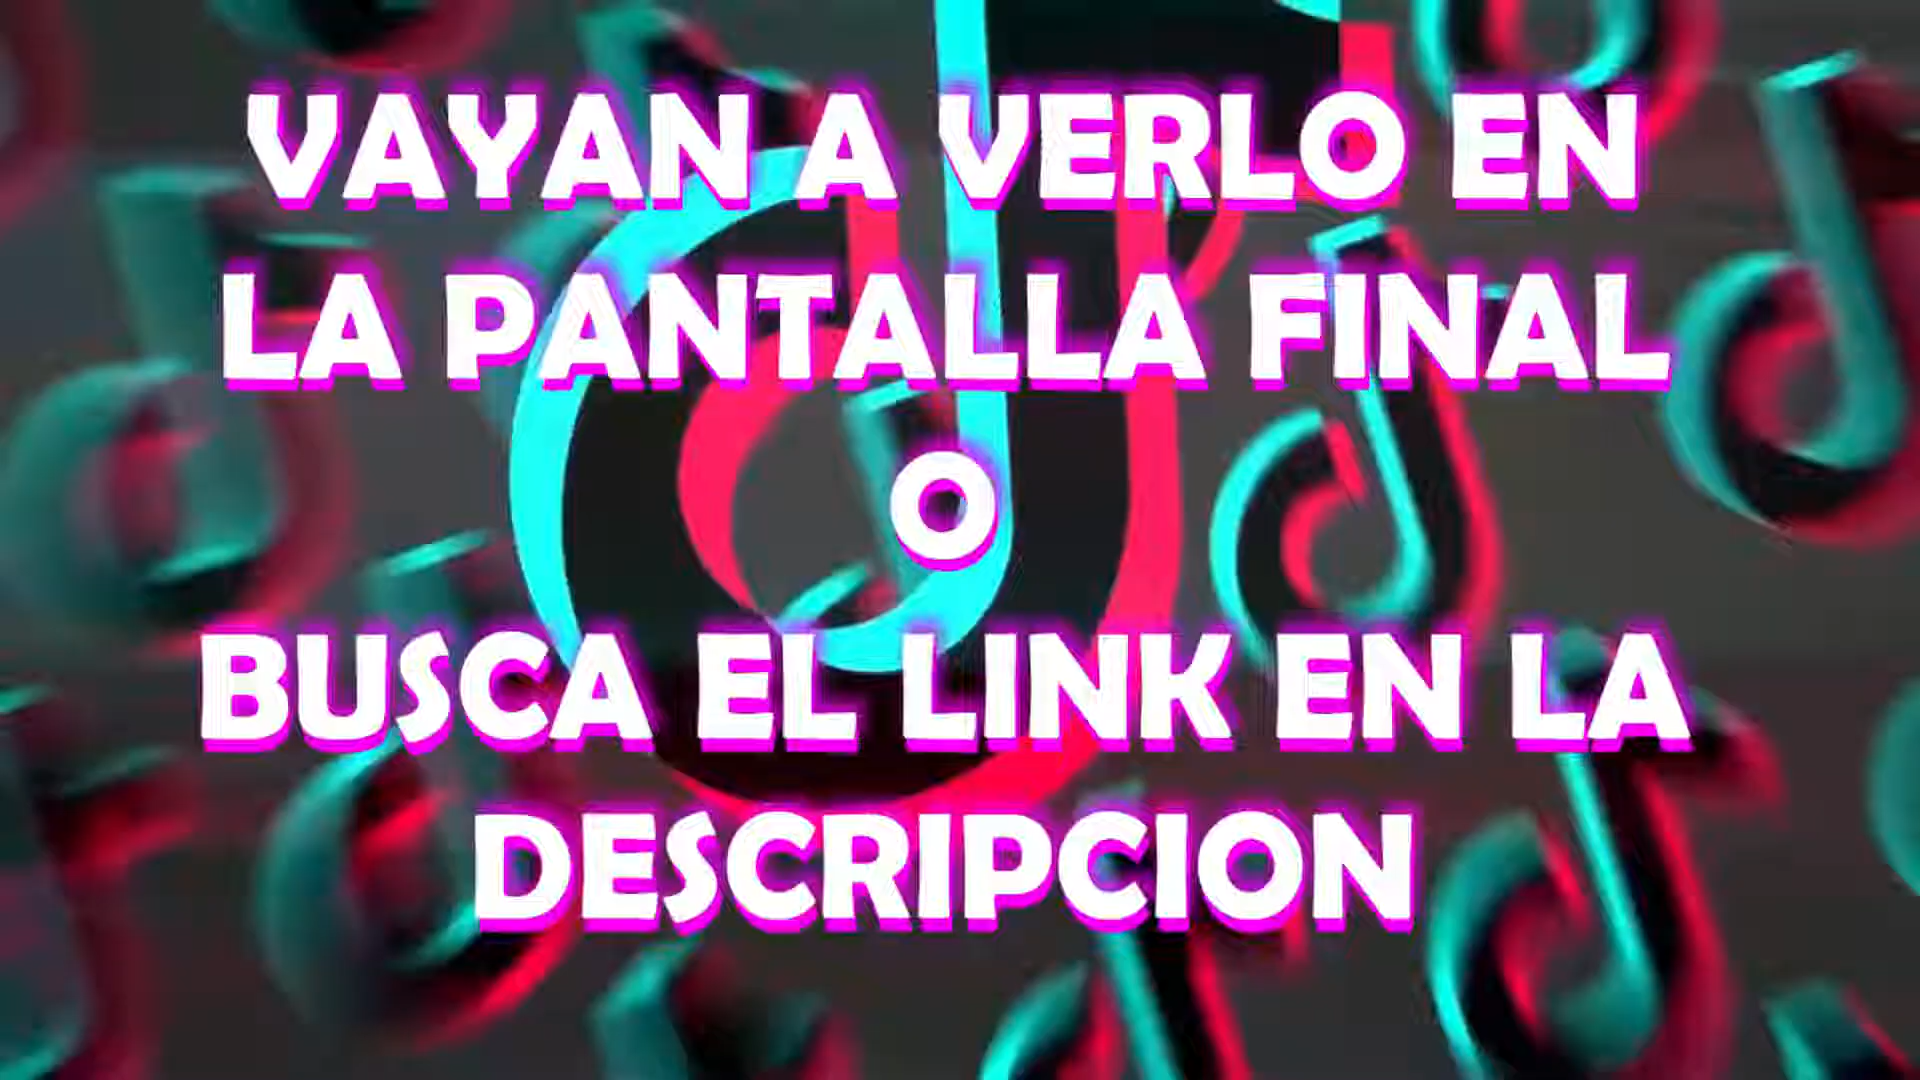 VAYAN A VERLO EN
LA PANTALLA FINAL
O
BUSCA EL LINK EN LA
DESCRIPCION